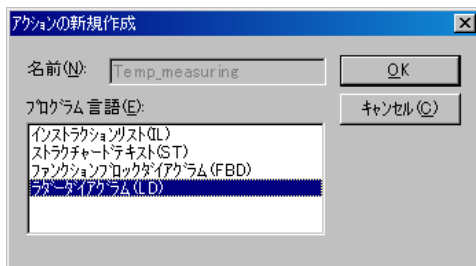 アクションの新規作成
名前(N): Temp_measuring
OK
プログラム言語(E):
キャンセル(C)
インストラクションリスト(IL)
ストラクチャードテキスト(ST)
ファンクションブロックダイアグラム(FBD)
ラダーダイアグラム(LD)